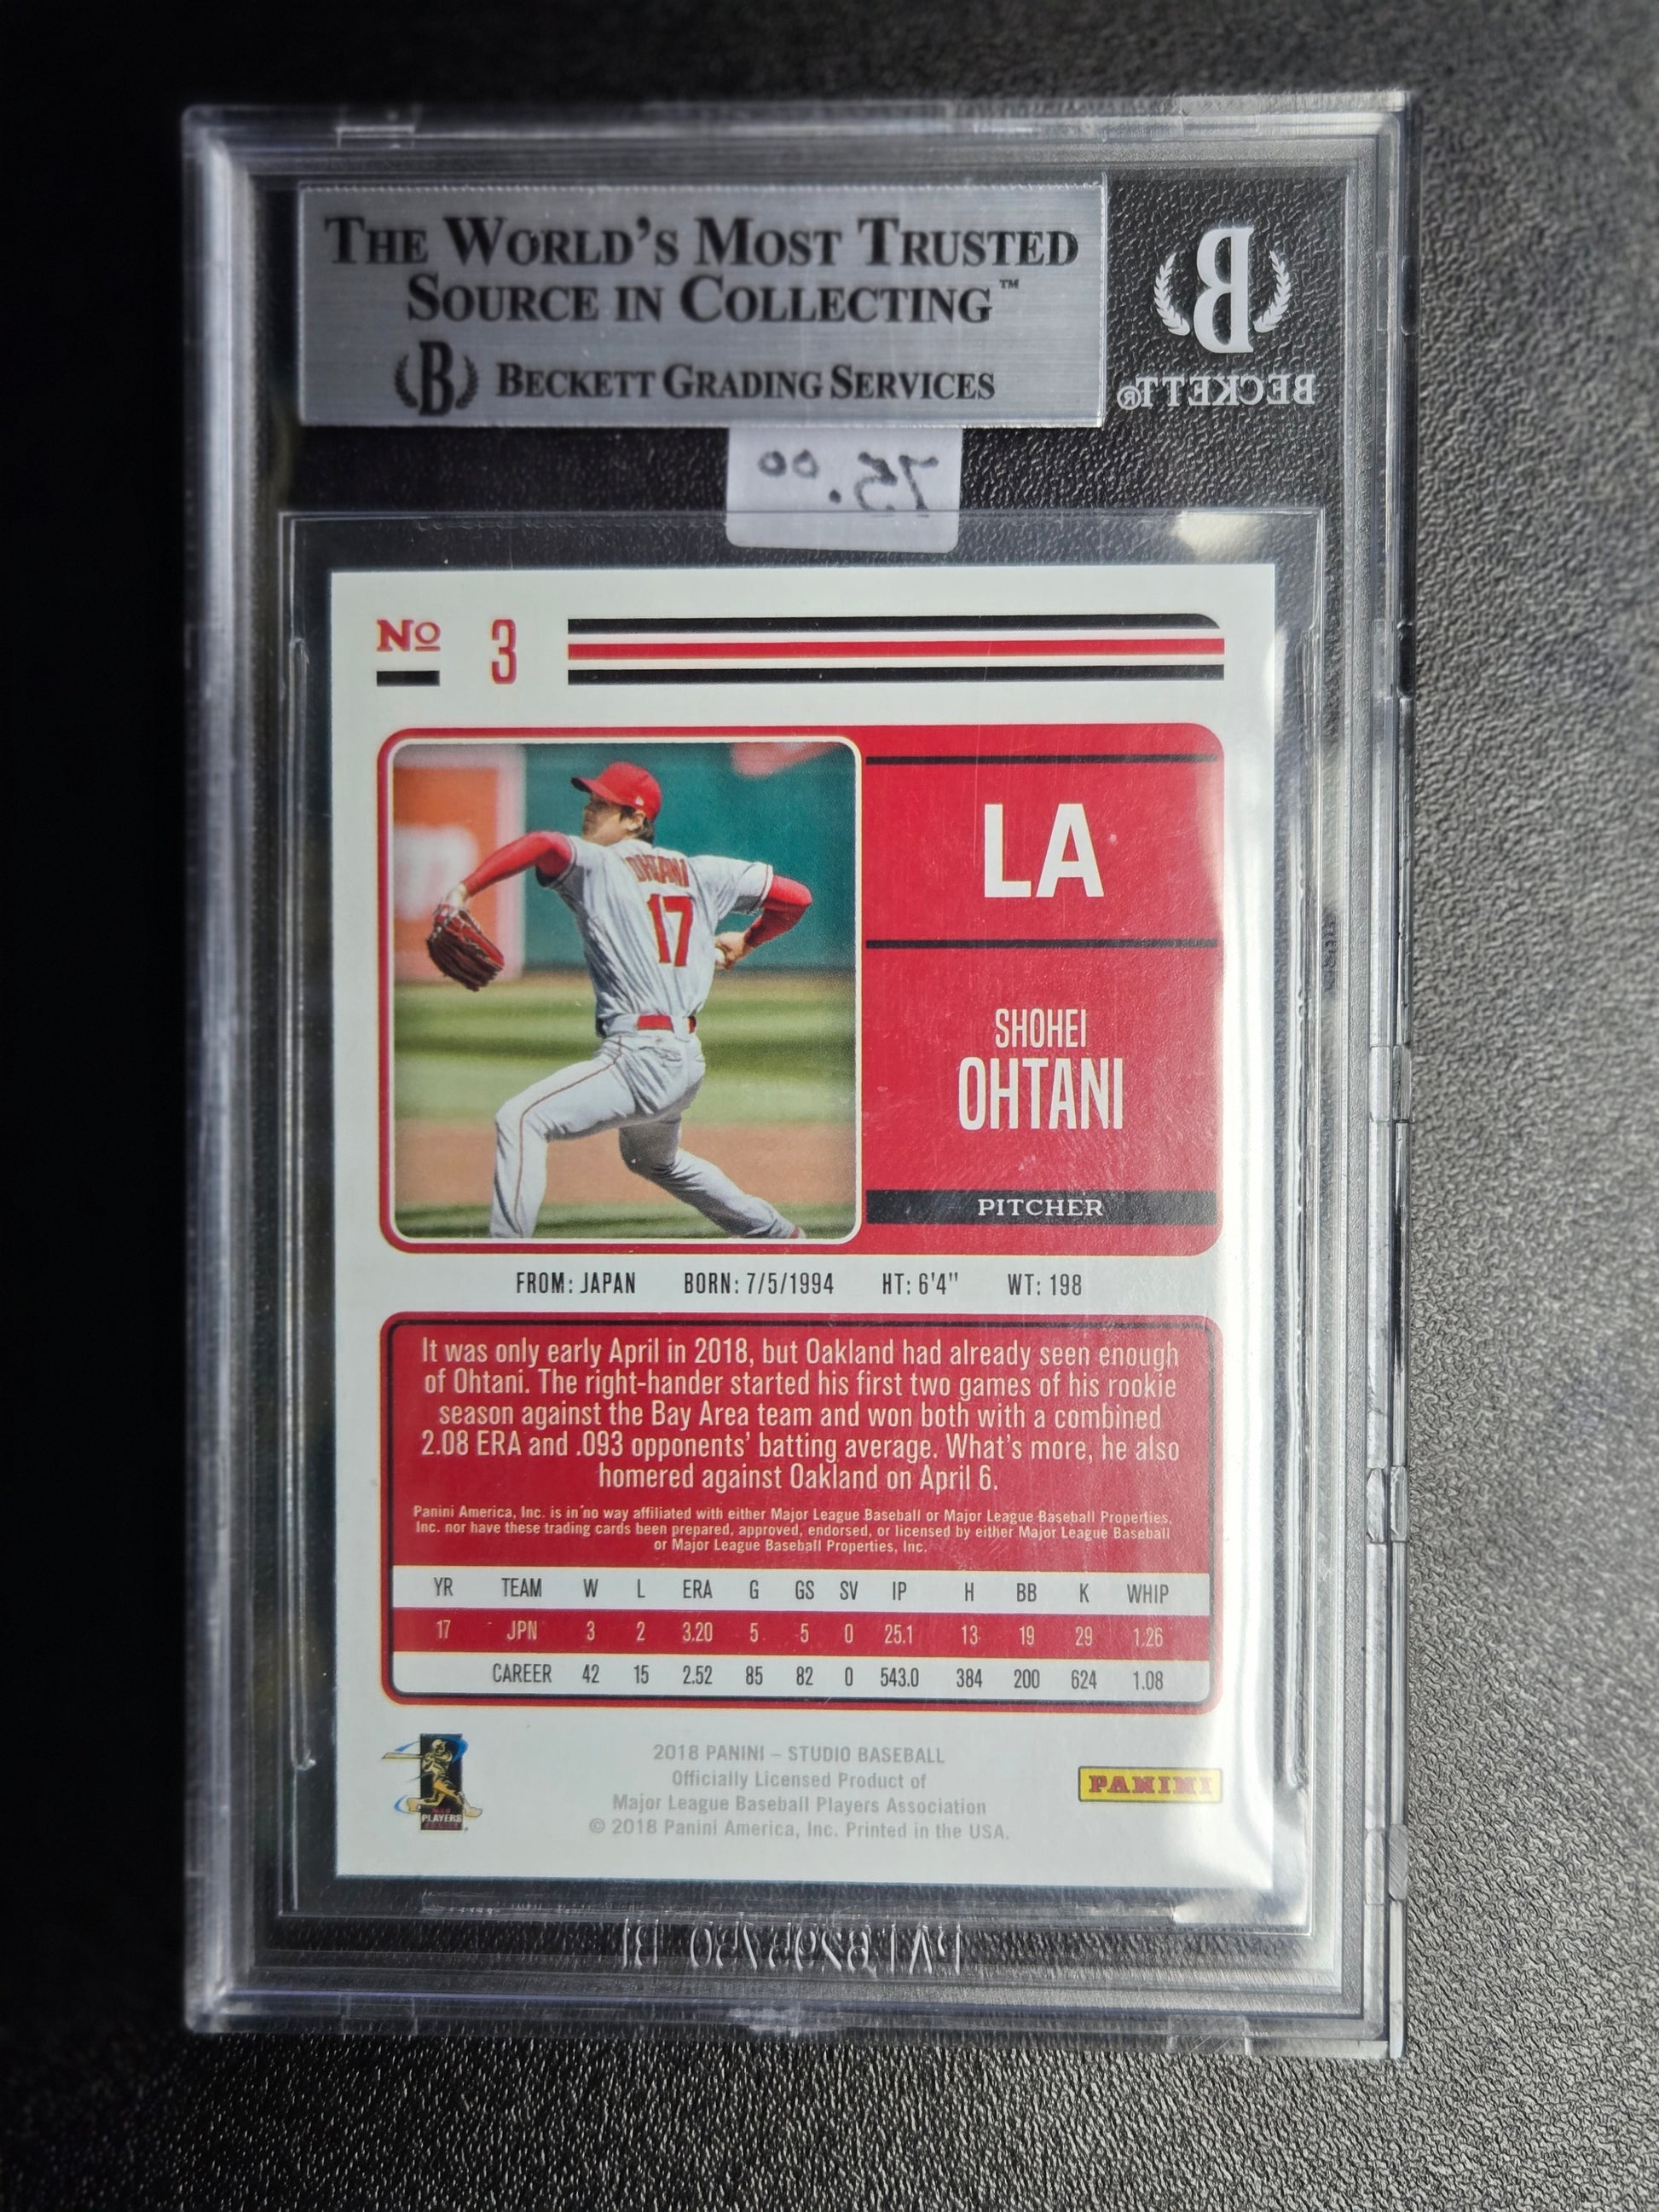 THE WORLD'S MOST TRUSTED
SOURCE IN COLLECTING™
B BECKETT GRADING SERVICES
B
BECKETT®
75.00
No 3
LA
SHOHEI
OHTANI
PITCHER
OHTANI
17
FROM: JAPAN BORN: 7/5/1994 HT: 6'4" WT: 198
It was only early April in 2018, but Oakland had already seen enough
of Ohtani. The right-hander started his first two games of his rookie
season against the Bay Area team and won both with a combined
2.08 ERA and .093 opponents' batting average. What's more, he also
homered against Oakland on April 6.
Panini America, Inc. is in no way affiliated with either Major League Baseball or Major League Baseball Properties,
Inc. nor have these trading cards been prepared, approved, endorsed, or licensed by either Major League Baseball
or Major League Baseball Properties, Inc.
YR TEAM W L ERA G GS SV IP H BB K WHIP
17 JPN 3 2 3.20 5 5 0 25.1 13 19 29 1.26
CAREER 42 15 2.52 85 82 0 543.0 384 200 624 1.08
PLAYERS
2018 PANINI – STUDIO BASEBALL
Officially Licensed Product of
Major League Baseball Players Association
© 2018 Panini America, Inc. Printed in the USA.
PANINI